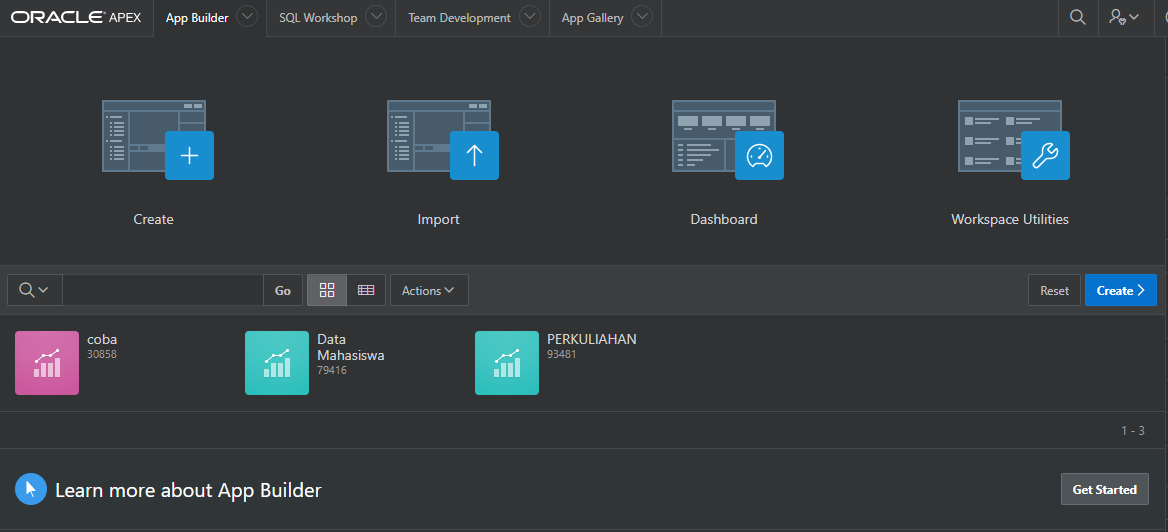 ORACLE APEX App Builder SQL Workshop Team Development App Gallery
Create Import Dashboard Workspace Utilities
Go Actions Reset Create
coba
30858
Data
Mahasiswa
79416
PERKULIAHAN
93481
1 - 3
Learn more about App Builder Get Started